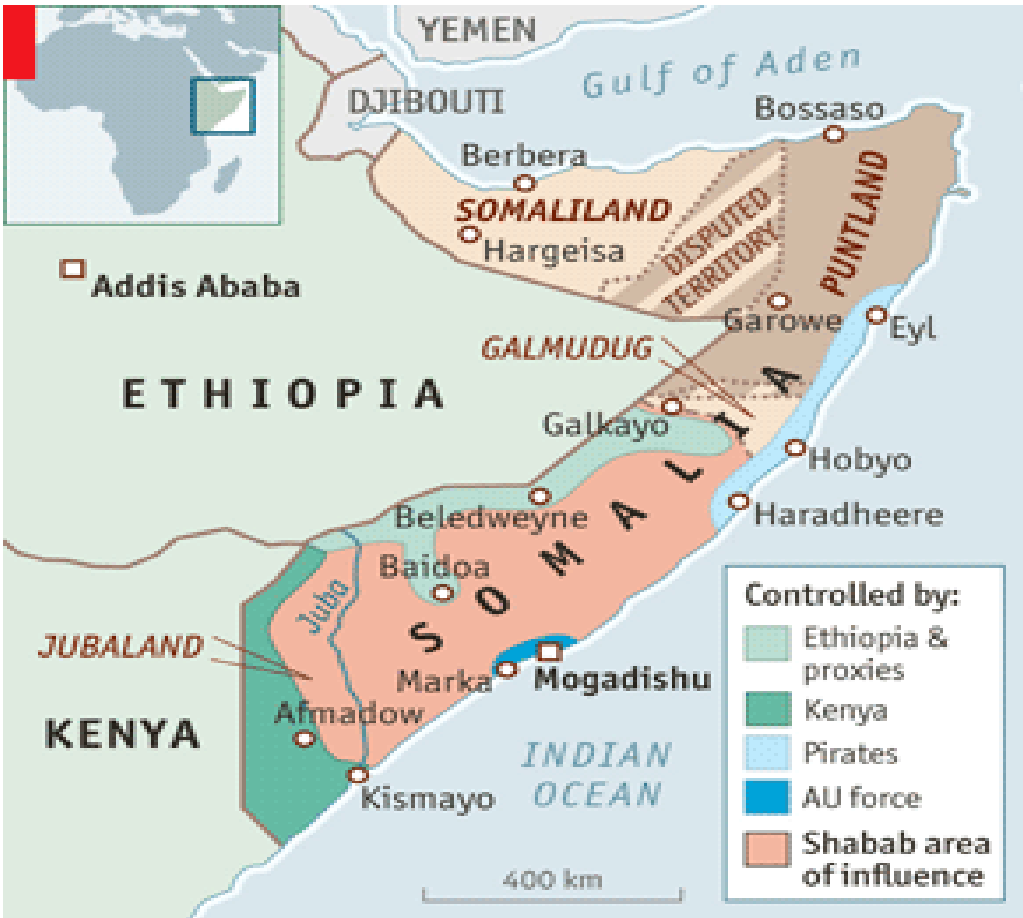 YEMEN
Gulf of Aden
DJIBOUTI
Bossaso
Berbera
SOMALILAND
DISPUTED
TERRITORY
PUNTLAND
Hargeisa
Addis Ababa
Garowe
Eyl
GALMUDUG
ETHIOPIA
Galkayo
Hobyo
Haradheere
Beledweyne
Baidoa
SOMALIA
Juba
JUBALAND
Marka
Mogadishu
Afmadow
KENYA
INDIAN
OCEAN
Kismayo
400 km
Controlled by:
Ethiopia &
proxies
Kenya
Pirates
AU force
Shabab area
of influence